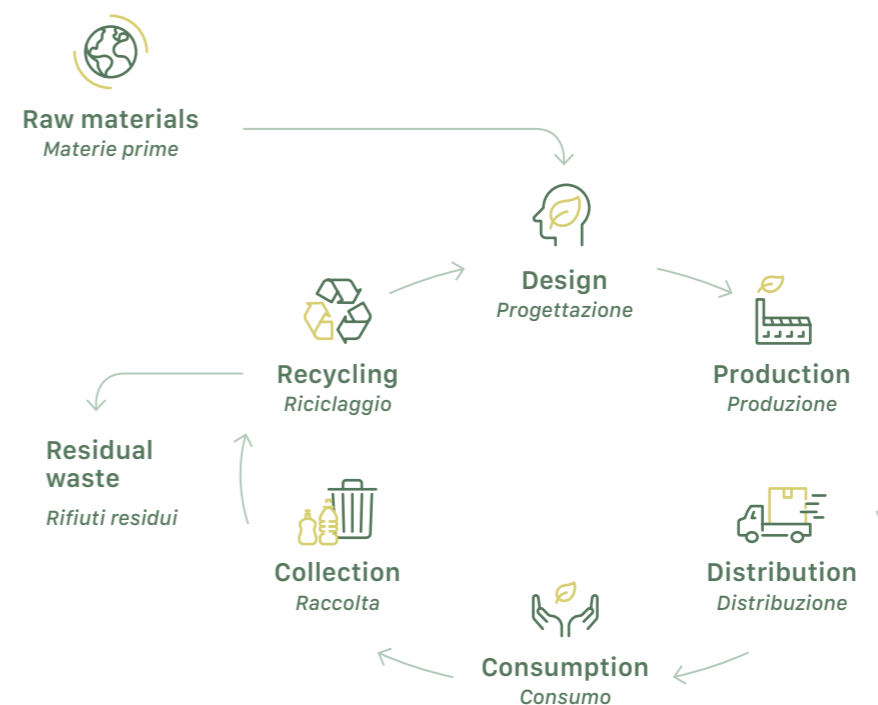 Raw materials
Materie prime
Design
Progettazione
Production
Produzione
Distribution
Distribuzione
Consumption
Consumo
Collection
Raccolta
Recycling
Riciclaggio
Residual
waste
Rifiuti residui